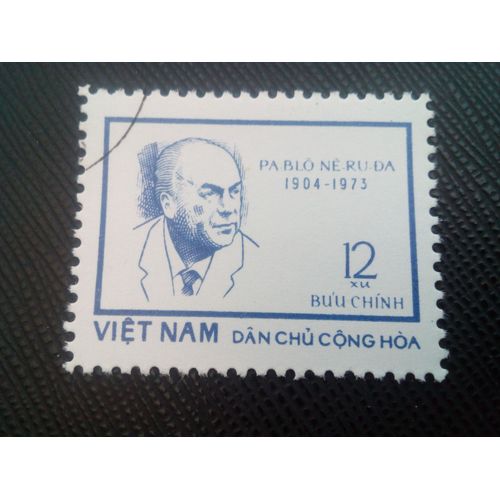 PA·BLÔ NÊ-RU-ĐA
1904-1973
12
xu
BƯU CHÍNH
VIỆT NAM DÂN CHỦ CỘNG HÒA